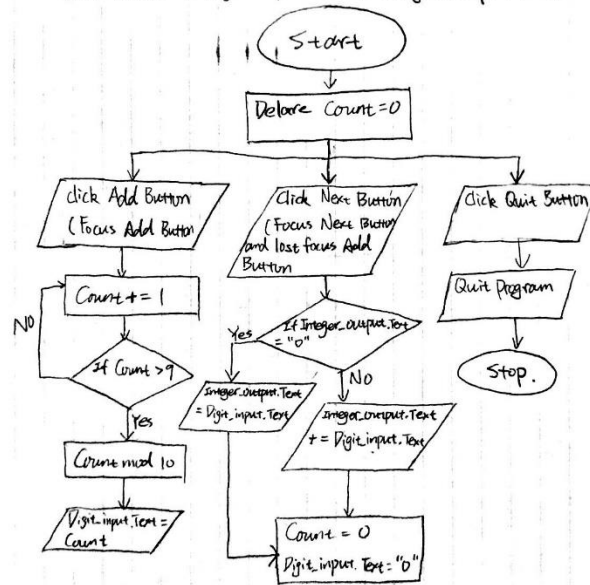 Start
Delare Count=0
click Add Button
(Focus Add Button
Click Next Button
(Focus Next Button
and lost focus Add
Button
Click Quit Button
Count += 1
Quit Program
NO
If Count >9
Yes
If Integer_output.Text
= "0"
Stop.
Yes
NO
Integer_output.Text
= Digit_input.Text
Integer_output.Text
+= Digit_input.Text
Count mod 10
Digit_input.Text =
Count
Count = 0
Digit_input.Text = "0"